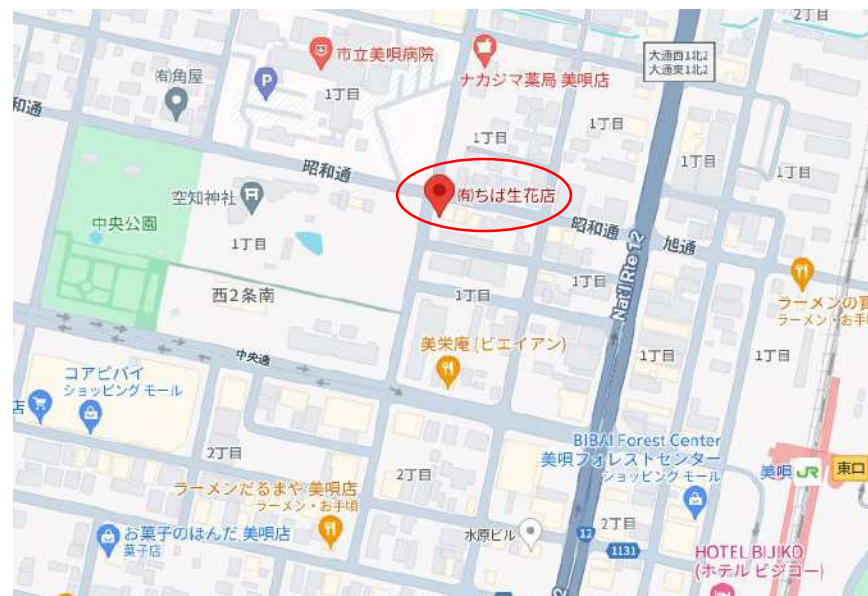 2丁目
大通西1北2
大通東1北2
市立美唄病院
ナカジマ薬局 美唄店
㈲角屋
P
1丁目
1丁目
1丁目
1丁目
1丁目
和通
昭和通
㈲ちば生花店
空知神社
中央公園
1丁目
昭和通
旭通
Nat'l Rte 12
西2条南
1丁目
1丁目
ラーメン・お手
美栄庵 (ビエイアン)
1丁目
1丁目
中央通
コアビバイ
ショッピング モール
店
BIBAI Forest Center
美唄フォレストセンター
ショッピング モール
美唄
JR
東口
2丁目
2丁目
ラーメンだるまや 美唄店
ラーメン・お手頃
お菓子のほんだ 美唄店
菓子店
水原ビル
12
2丁目
1131
HOTEL BIJIKO
(ホテル ビジコー)
2